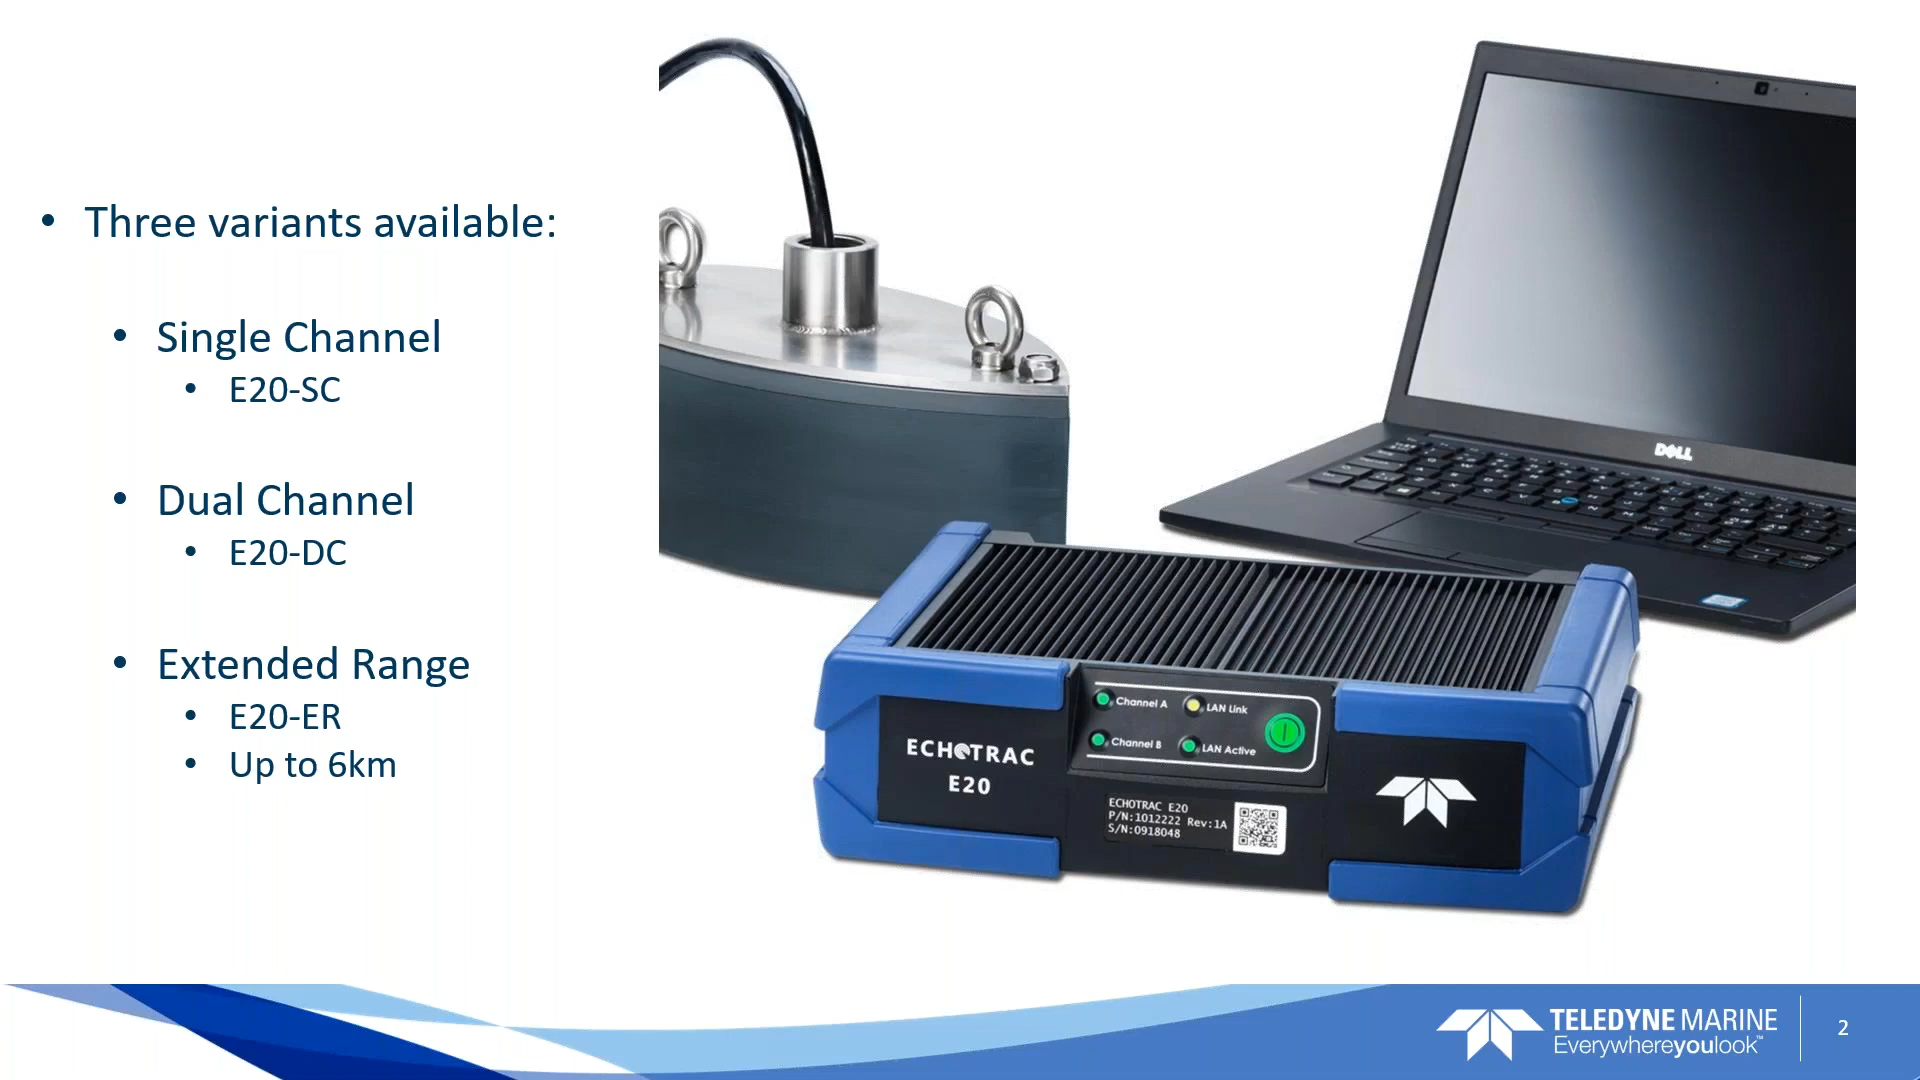 Three variants available:
Single Channel
E20-SC
Dual Channel
E20-DC
Extended Range
E20-ER
Up to 6km
DELL
Channel A
LAN Link
Channel B
LAN Active
ECHOTRAC
E20
ECHOTRAC E20
P/N:1012222 Rev:1A
S/N:0918048
TELEDYNE MARINE
Everywhereyoulook™
2